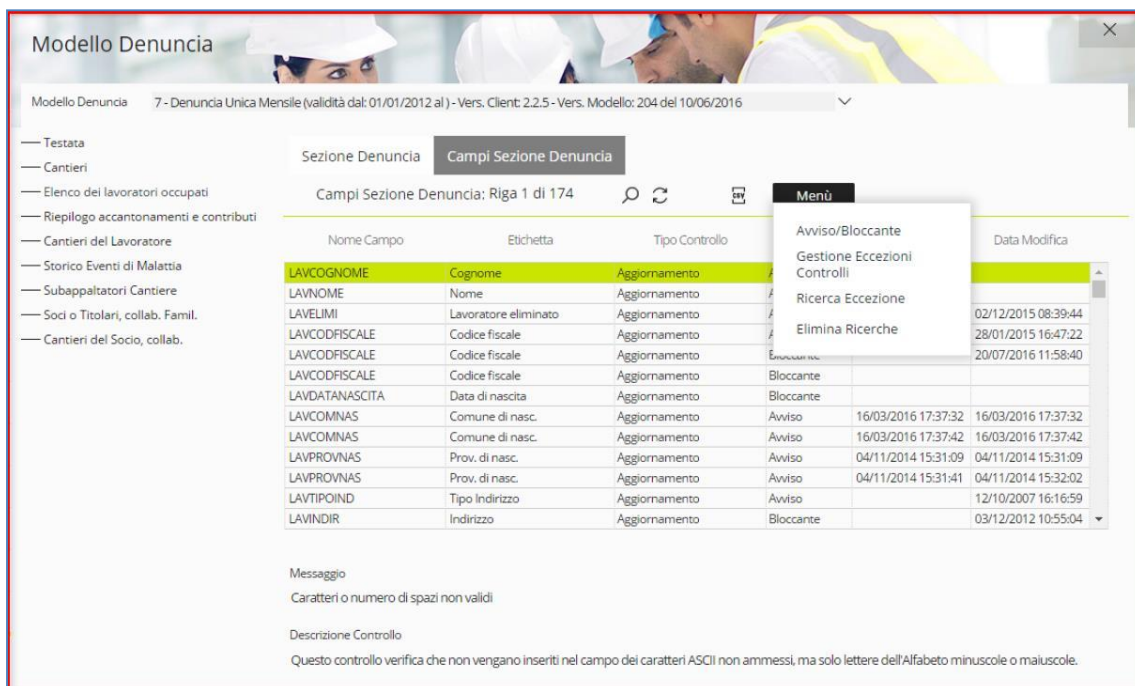 Modello Denuncia
Modello Denuncia 7 - Denuncia Unica Mensile (validità dal: 01/01/2012 al ) - Vers. Client: 2.2.5 - Vers. Modello: 204 del 10/06/2016
Testata
Cantieri
Elenco dei lavoratori occupati
Riepilogo accantonamenti e contributi
Cantieri del Lavoratore
Storico Eventi di Malattia
Subappaltatori Cantiere
Soci o Titolari, collab. Famil.
Cantieri del Socio, collab.
Sezione Denuncia Campi Sezione Denuncia
Campi Sezione Denuncia: Riga 1 di 174 CSV Menù
Avviso/Bloccante
Gestione Eccezioni
Controlli
Ricerca Eccezione
Elimina Ricerche
Nome Campo Etichetta Tipo Controllo Data Modifica
LAVCOGNOME Cognome Aggiornamento
LAVNOME Nome Aggiornamento
LAVELIMI Lavoratore eliminato Aggiornamento 02/12/2015 08:39:44
LAVCODFISCALE Codice fiscale Aggiornamento 28/01/2015 16:47:22
LAVCODFISCALE Codice fiscale Aggiornamento 20/07/2016 11:58:40
LAVCODFISCALE Codice fiscale Aggiornamento Bloccante
LAVDATANASCITA Data di nascita Aggiornamento Bloccante
LAVCOMNAS Comune di nasc. Aggiornamento Avviso 16/03/2016 17:37:32 16/03/2016 17:37:32
LAVCOMNAS Comune di nasc. Aggiornamento Avviso 16/03/2016 17:37:42 16/03/2016 17:37:42
LAVPROVNAS Prov. di nasc. Aggiornamento Avviso 04/11/2014 15:31:09 04/11/2014 15:31:09
LAVPROVNAS Prov. di nasc. Aggiornamento Avviso 04/11/2014 15:31:41 04/11/2014 15:32:02
LAVTIPOIND Tipo Indirizzo Aggiornamento Avviso 12/10/2007 16:16:59
LAVINDIR Indirizzo Aggiornamento Bloccante 03/12/2012 10:55:04
Messaggio
Caratteri o numero di spazi non validi
Descrizione Controllo
Questo controllo verifica che non vengano inseriti nel campo dei caratteri ASCII non ammessi, ma solo lettere dell'Alfabeto minuscole o maiuscole.